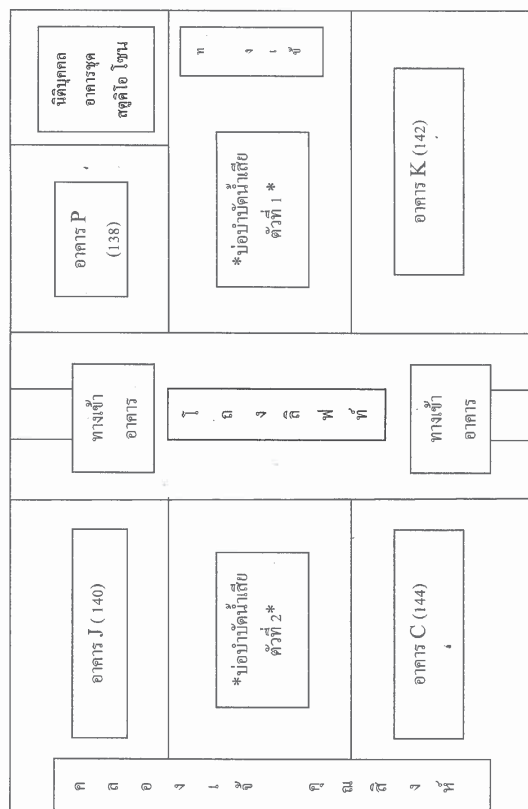 นิติบุคคล
อาคารชุด
สตูดิโอ โซน
อาคาร J ( 140)
ทางเข้า
อาคาร
อาคาร P
(138)
*บ่อบำบัดน้ำเสีย
ตัวที่ 2*
โ
ถ
ง
ลิ
ฟ
ท์
*บ่อบำบัดน้ำเสีย
ตัวที่ 1 *
อาคาร C (144)
ทางเข้า
อาคาร
อาคาร K (142)